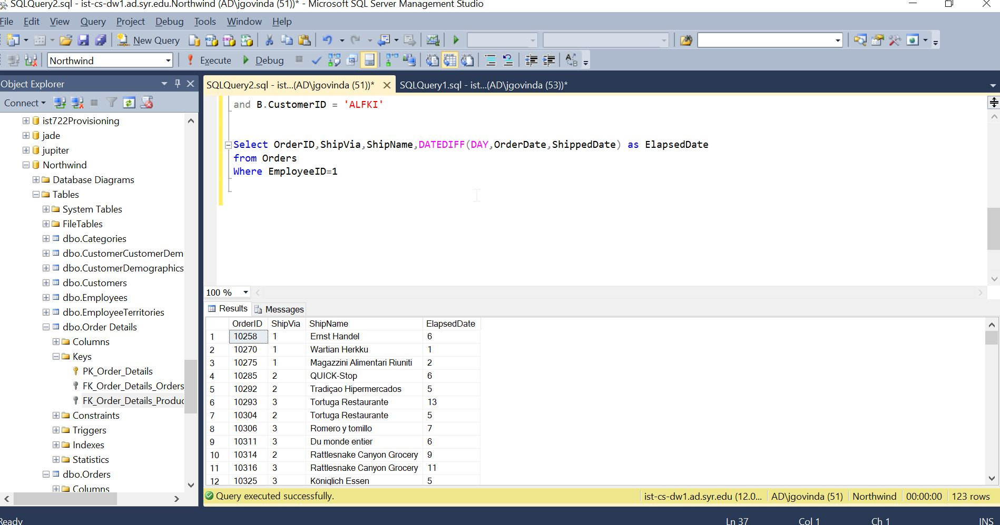 SQLQuery2.sql - ist-cs-dw1.ad.syr.edu.Northwind (AD\jgovinda (51))* - Microsoft SQL Server Management Studio
File Edit View Query Project Debug Tools Window Help
New Query
Northwind Execute Debug
Object Explorer
Connect
ist722Provisioning
jade
jupiter
Northwind
Database Diagrams
Tables
System Tables
FileTables
dbo.Categories
dbo.CustomerCustomerDem
dbo.CustomerDemographics
dbo.Customers
dbo.Employees
dbo.EmployeeTerritories
dbo.Order Details
Columns
Keys
PK_Order_Details
FK_Order_Details_Orders
FK_Order_Details_Produc
Constraints
Triggers
Indexes
Statistics
dbo.Orders
Columns
SQLQuery2.sql - ist...(AD\jgovinda (51))* SQLQuery1.sql - ist...(AD\jgovinda (53))*
and B.CustomerID = 'ALFKI'
Select OrderID,ShipVia,ShipName,DATEDIFF(DAY,OrderDate,ShippedDate) as ElapsedDate
from Orders
Where EmployeeID=1
100 %
Results Messages
OrderID ShipVia ShipName ElapsedDate
1 10258 1 Ernst Handel 6
2 10270 1 Wartian Herkku 1
3 10275 1 Magazzini Alimentari Riuniti 2
4 10285 2 QUICK-Stop 6
5 10292 2 Tradiçao Hipermercados 5
6 10293 3 Tortuga Restaurante 13
7 10304 2 Tortuga Restaurante 5
8 10306 3 Romero y tomillo 7
9 10311 3 Du monde entier 6
10 10314 2 Rattlesnake Canyon Grocery 9
11 10316 3 Rattlesnake Canyon Grocery 11
12 10325 3 Königlich Essen 5
Query executed successfully. ist-cs-dw1.ad.syr.edu (12.0... AD\jgovinda (51) Northwind 00:00:00 123 rows
Ready Ln 37 Col 1 Ch 1 INS